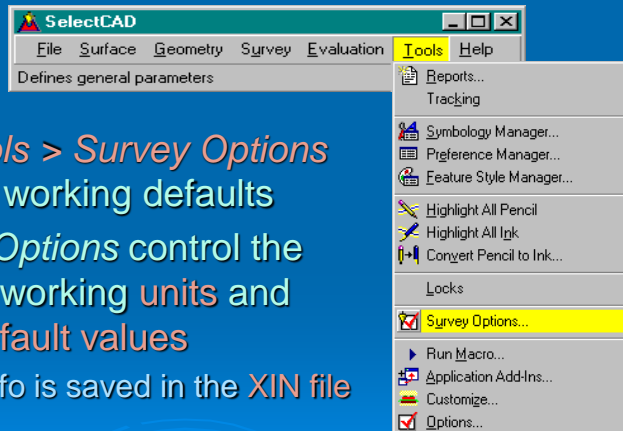 SelectCAD
File Surface Geometry Survey Evaluation Tools Help
Defines general parameters
Reports...
Tracking
Symbology Manager...
Preference Manager...
Feature Style Manager...
Highlight All Pencil
Highlight All Ink
Convert Pencil to Ink...
Locks
Survey Options...
Run Macro...
Application Add-Ins...
Customize...
Options...
ols > Survey Options
working defaults
Options control the
working units and
fault values
fo is saved in the XIN file